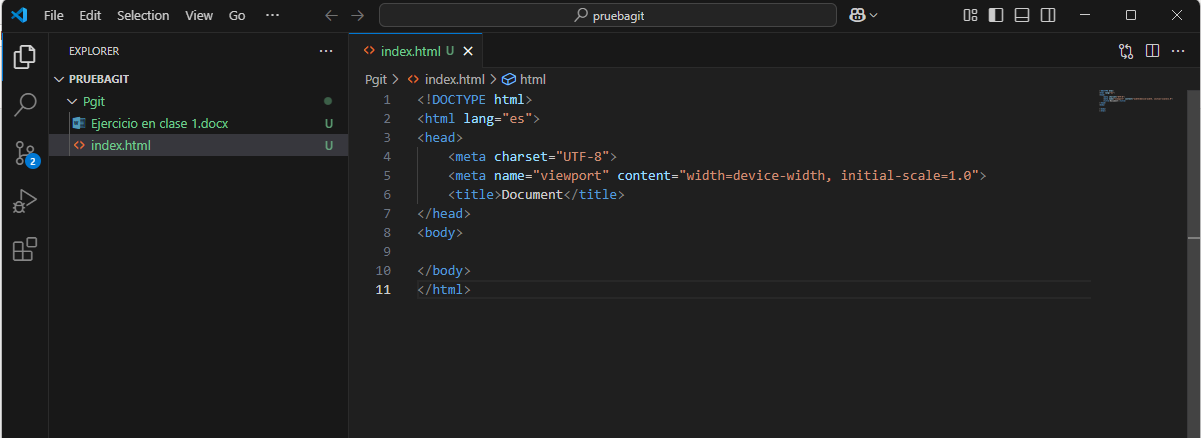 File Edit Selection View Go ··· pruebagit
EXPLORER ···
PRUEBAGIT
Pgit
Ejercicio en clase 1.docx U
index.html U
2
index.html U
Pgit > index.html > html
1 <!DOCTYPE html>
2 <html lang="es">
3 <head>
4     <meta charset="UTF-8">
5     <meta name="viewport" content="width=device-width, initial-scale=1.0">
6     <title>Document</title>
7 </head>
8 <body>
9
10 </body>
11 </html>